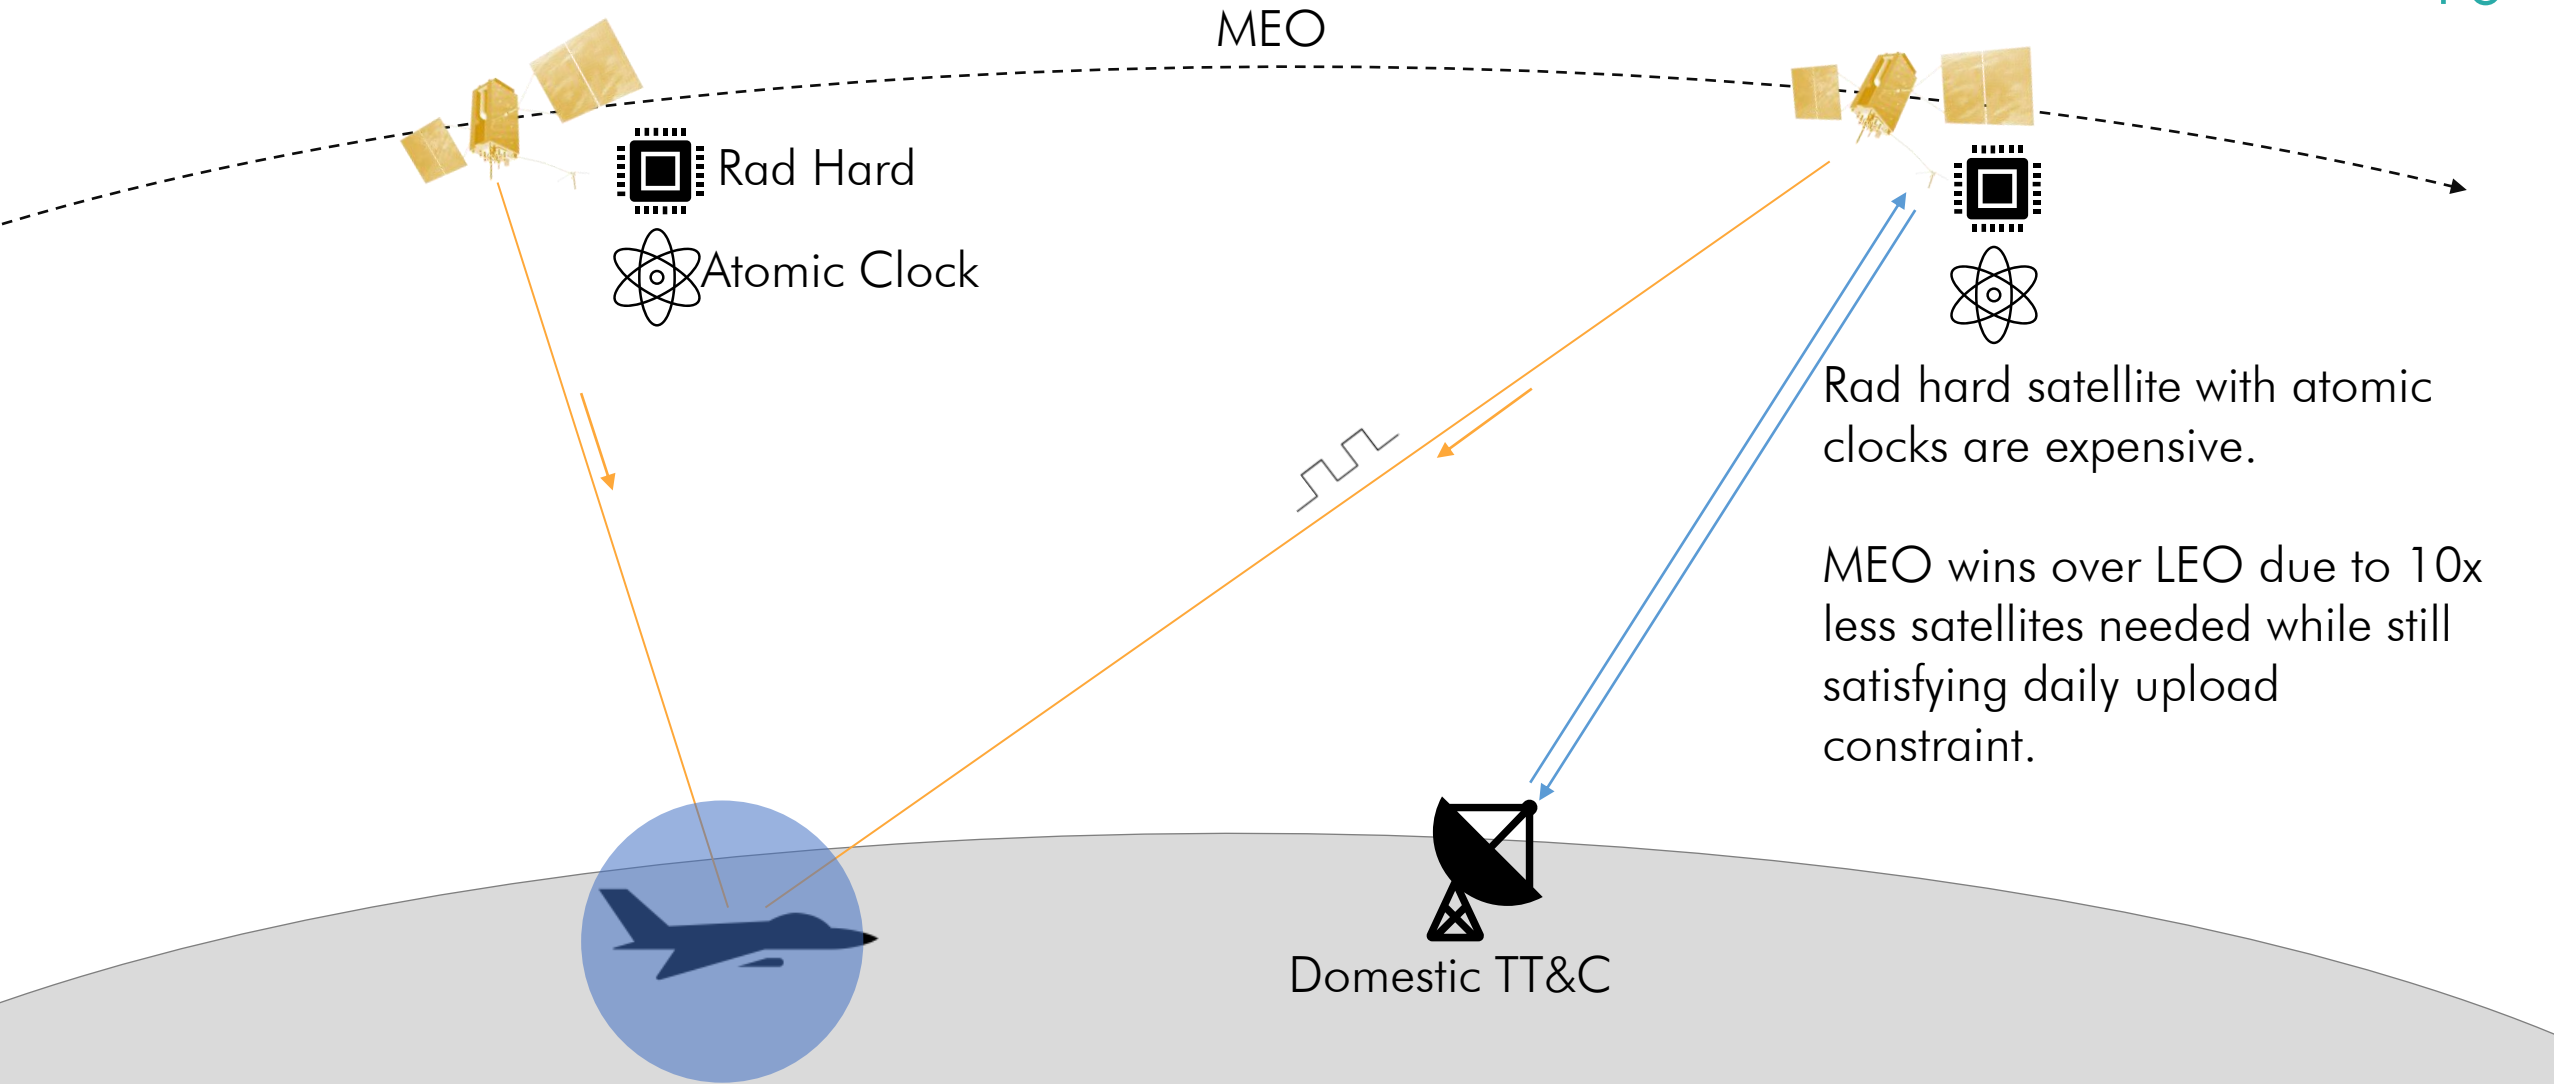 MEO
Rad Hard
Atomic Clock
Rad hard satellite with atomic
clocks are expensive.
MEO wins over LEO due to 10x
less satellites needed while still
satisfying daily upload
constraint.
Domestic TT&C